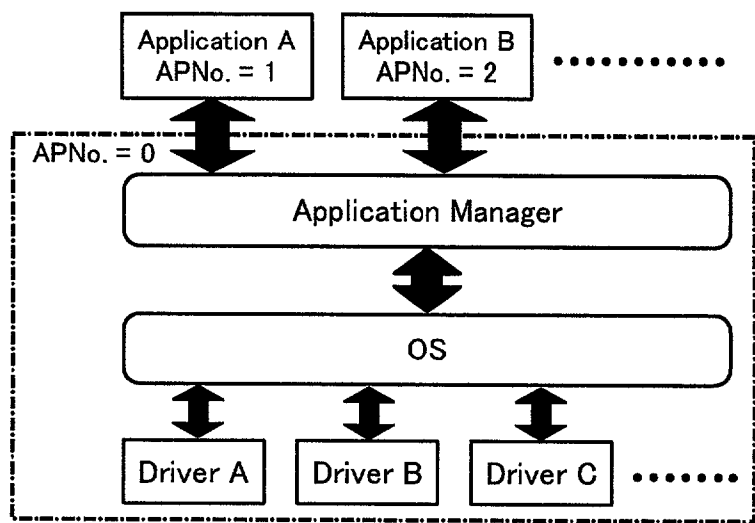 Application A
APNo. = 1
Application B
APNo. = 2
APNo. = 0
Application Manager
OS
Driver A
Driver B
Driver C